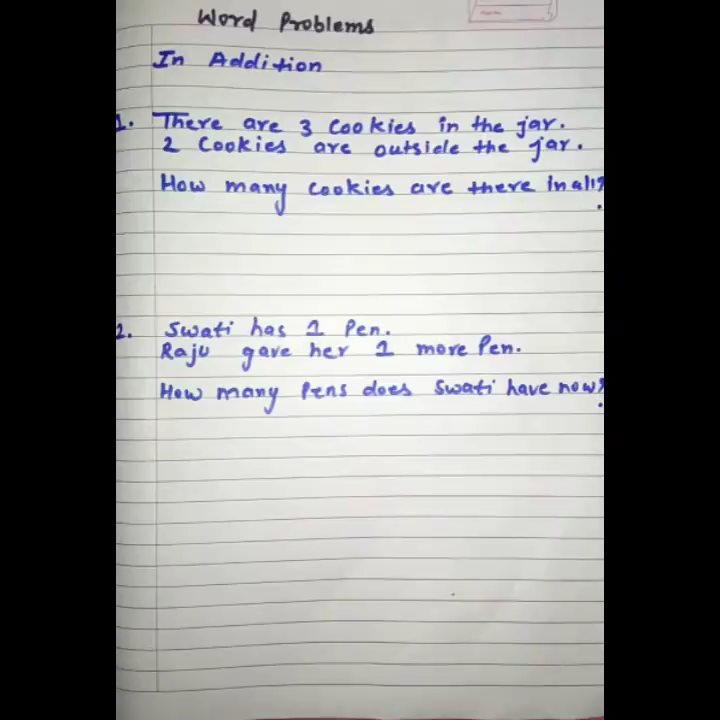 Word Problems
In Addition
1. There are 3 Cookies in the jar.
2 Cookies are outside the jar.
How many Cookies are there in all?
2. Swati has 1 Pen.
Raju gave her 1 more Pen.
How many Pens does Swati have now?